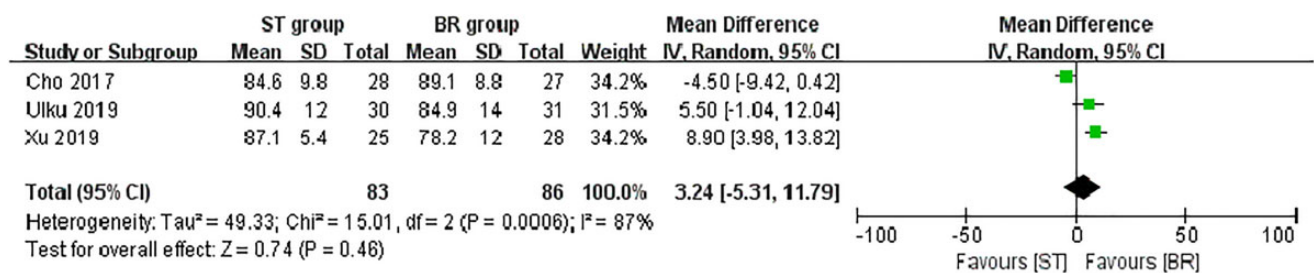 ST group BR group Mean Difference Mean Difference
Study or Subgroup Mean SD Total Mean SD Total Weight IV, Random, 95% CI IV, Random, 95% CI
Cho 2017 84.6 9.8 28 89.1 8.8 27 34.2% -4.50 [-9.42, 0.42]
Ulku 2019 90.4 12 30 84.9 14 31 31.5% 5.50 [-1.04, 12.04]
Xu 2019 87.1 5.4 25 78.2 12 28 34.2% 8.90 [3.98, 13.82]
Total (95% CI) 83 86 100.0% 3.24 [-5.31, 11.79]
Heterogeneity: Tau² = 49.33; Chi² = 15.01, df = 2 (P = 0.0006); I² = 87%
Test for overall effect: Z = 0.74 (P = 0.46)
-100 -50 0 50 100
Favours [ST] Favours [BR]